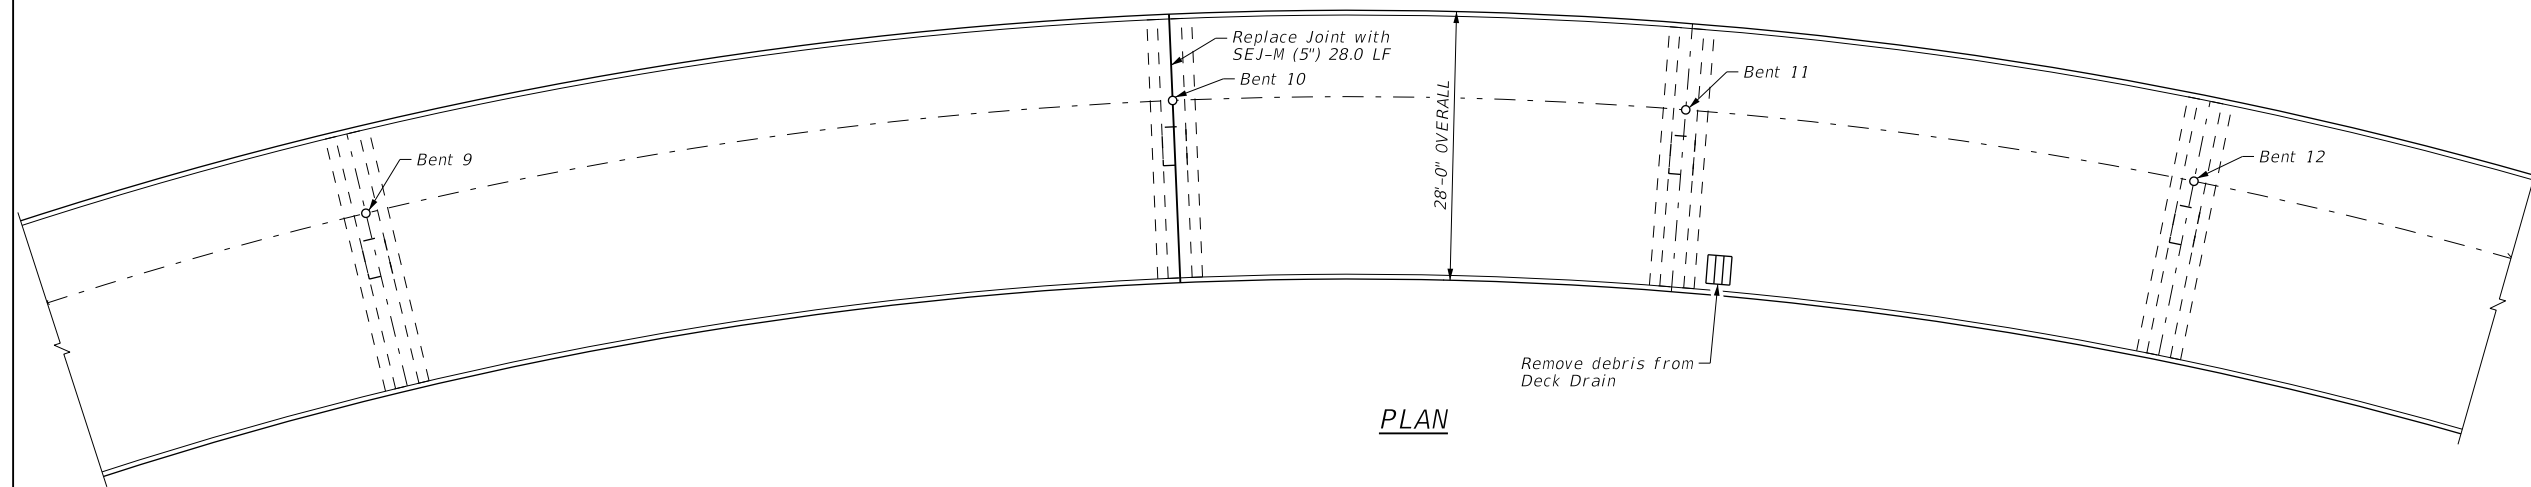 Replace Joint with
SEJ-M (5") 28.0 LF
Bent 10
Bent 11
28'-0" OVERALL
Bent 9
Bent 12
Remove debris from
Deck Drain
PLAN